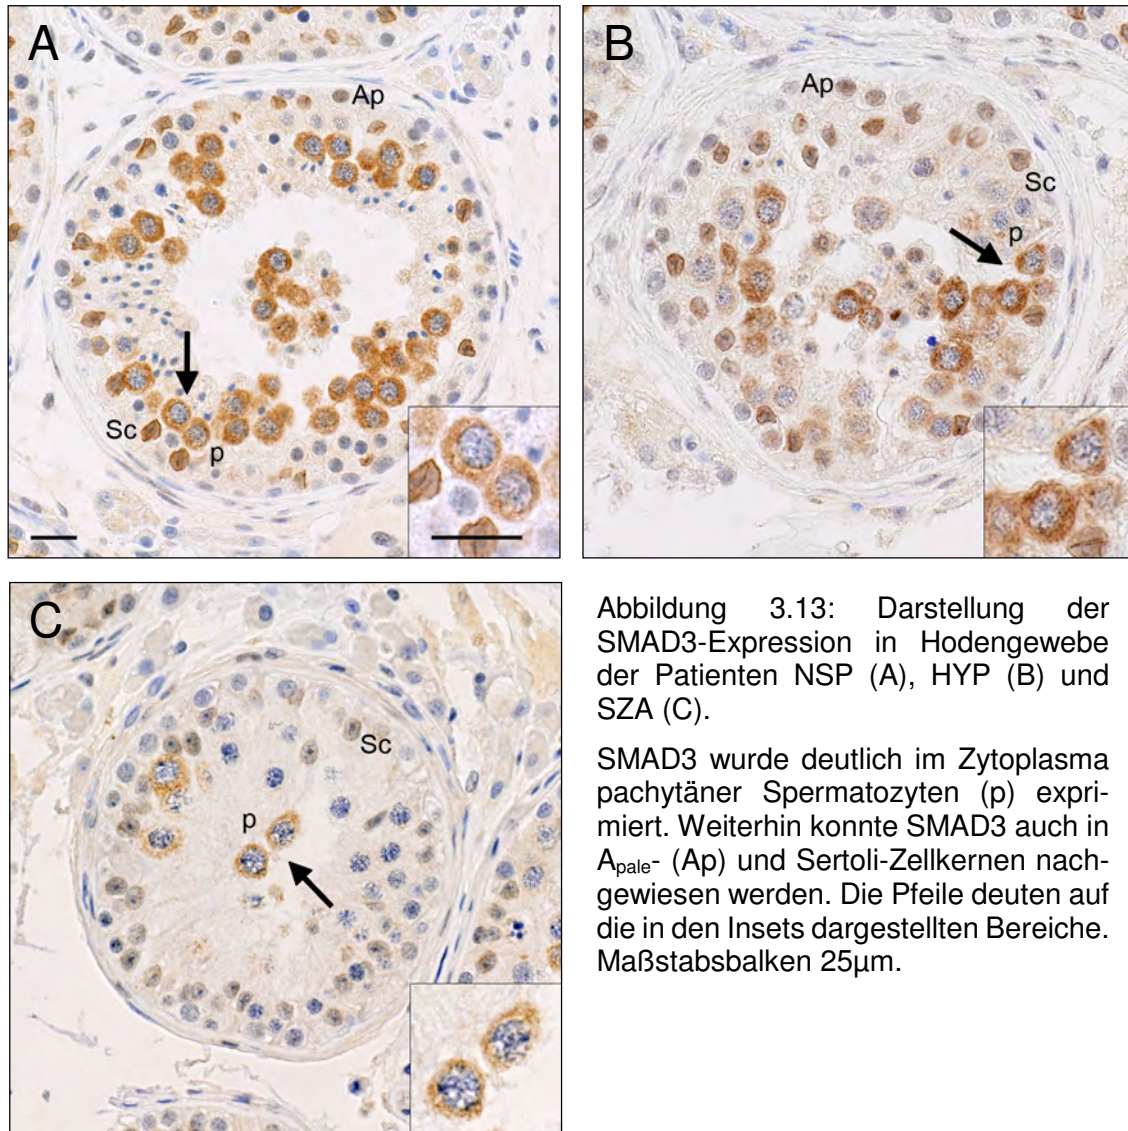 A
Ap
Sc
p
B
Ap
Sc
p
C
Sc
p
Abbildung 3.13: Darstellung der
SMAD3-Expression in Hodengewebe
der Patienten NSP (A), HYP (B) und
SZA (C).
SMAD3 wurde deutlich im Zytoplasma
pachytäner Spermatozyten (p) expri-
miert. Weiterhin konnte SMAD3 auch in
Apale- (Ap) und Sertoli-Zellkernen nach-
gewiesen werden. Die Pfeile deuten auf
die in den Insets dargestellten Bereiche.
Maßstabsbalken 25µm.